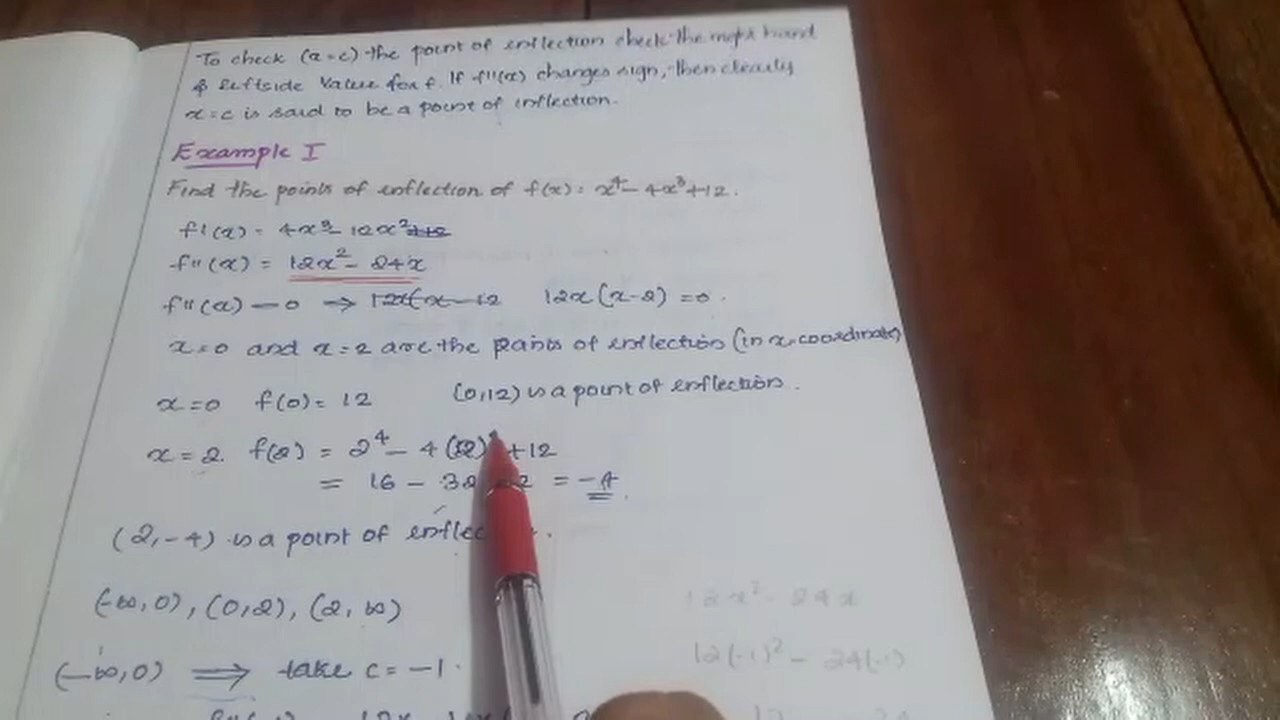 To check (x=c) the point of inflection check the right hand
& leftside value for f. If f''(x) changes sign, then clearly
x=c is said to be a point of inflection.
Example I
Find the points of inflection of f(x)= x⁴- 4x³+12.
f'(x) = 4x³- 12x²+12
f''(x) = 12x²- 24x
f''(x) — 0 ⇒ 12x(x-12 12x(x-2) =0.
x=0 and x=2 are the points of inflection (in x-coordinate)
x=0 f(0)= 12 (0,12) is a point of inflection.
x=2 f(2) = 2⁴- 4(2) +12
= 16 - 32 2 = -4
(2,-4) is a point of
(-∞,0), (0,2), (2,∞)
(-∞,0) ⟹ take c=-1.
12x²- 24x
12(-1)²- 24(-1)